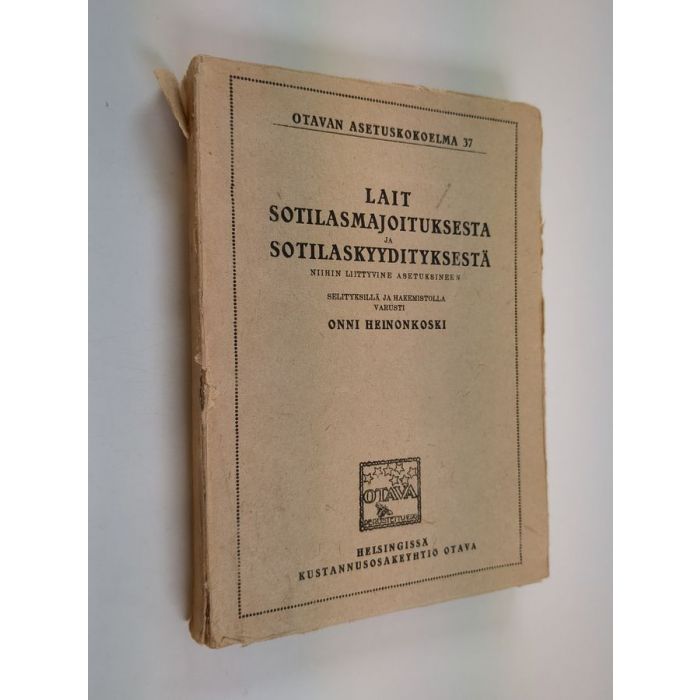 OTAVAN ASETUSKOKOELMA 37
LAIT
SOTILASMAJOITUKSESTA
JA
SOTILASKYYDITYKSESTÄ
NIIHIN LIITTYVINE ASETUKSINEEN
SELITYKSILLÄ JA HAKEMISTOLLA
VARUSTI
ONNI HEINONKOSKI
OTAVA
HELSINGISSÄ
KUSTANNUSOSAKEYHTIÖ OTAVA